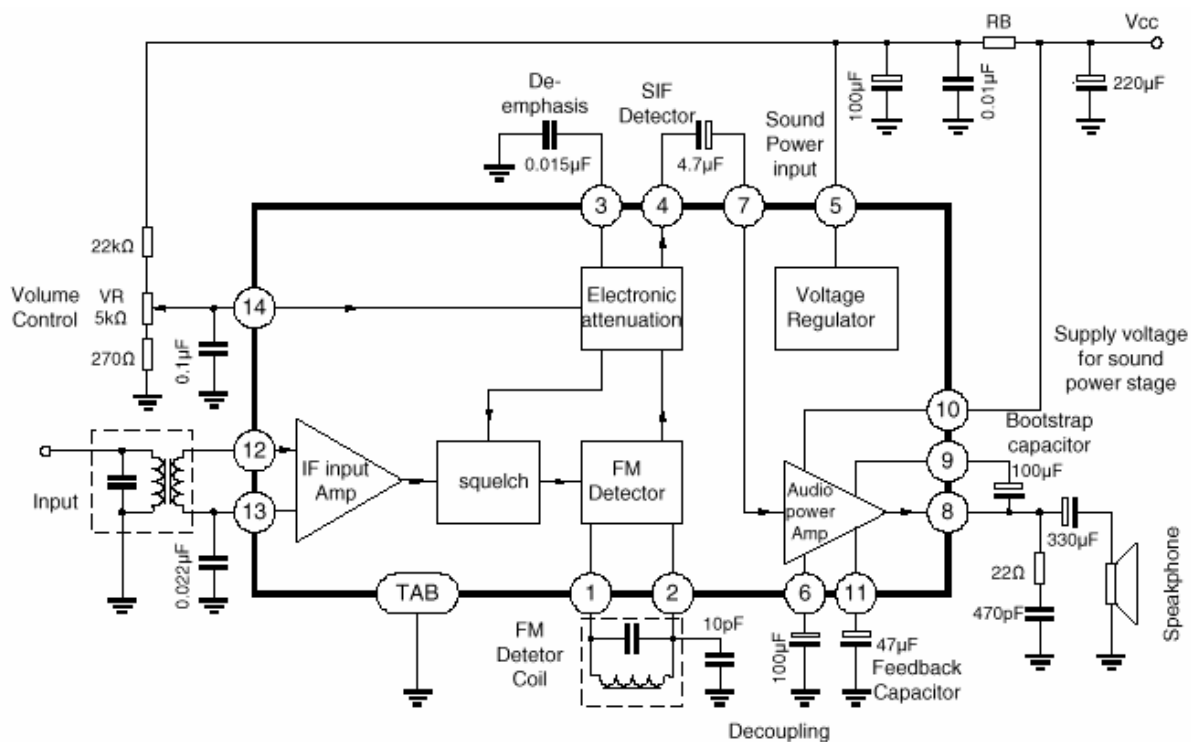 RB
Vcc
100µF
0.01µF
220µF
De-
emphasis
0.015µF
SIF
Detector
4.7µF
Sound
Power
input
3
4
7
5
22kΩ
Volume
Control
VR
5kΩ
270Ω
0.1µF
14
Electronic
attenuation
Voltage
Regulator
Supply voltage
for sound
power stage
10
Bootstrap
capacitor
100µF
9
8
330µF
22Ω
470pF
Speakphone
Input
12
13
0.022µF
IF input
Amp
squelch
FM
Detector
Audio
power
Amp
TAB
1
2
6
11
FM
Detetor
Coil
10pF
100µF
47µF
Feedback
Capacitor
Decoupling